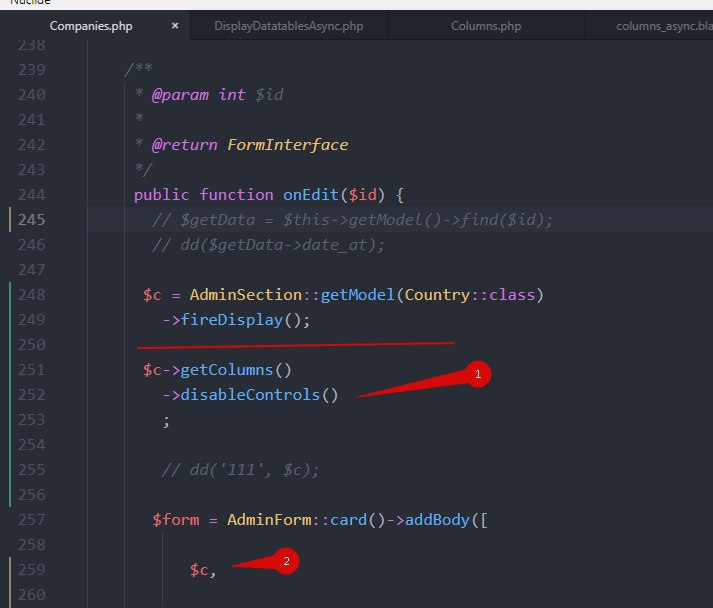 Nuclide
Companies.php × DisplayDatatablesAsync.php Columns.php columns_async.bla
238
239 /**
240 * @param int $id
241 *
242 * @return FormInterface
243 */
244 public function onEdit($id) {
245 // $getData = $this->getModel()->find($id);
246 // dd($getData->date_at);
247
248 $c = AdminSection::getModel(Country::class)
249 ->fireDisplay();
250
251 $c->getColumns()
252 ->disableControls()
1
253 ;
254
255 // dd('111', $c);
256
257 $form = AdminForm::card()->addBody([
258
259 $c,
2
260